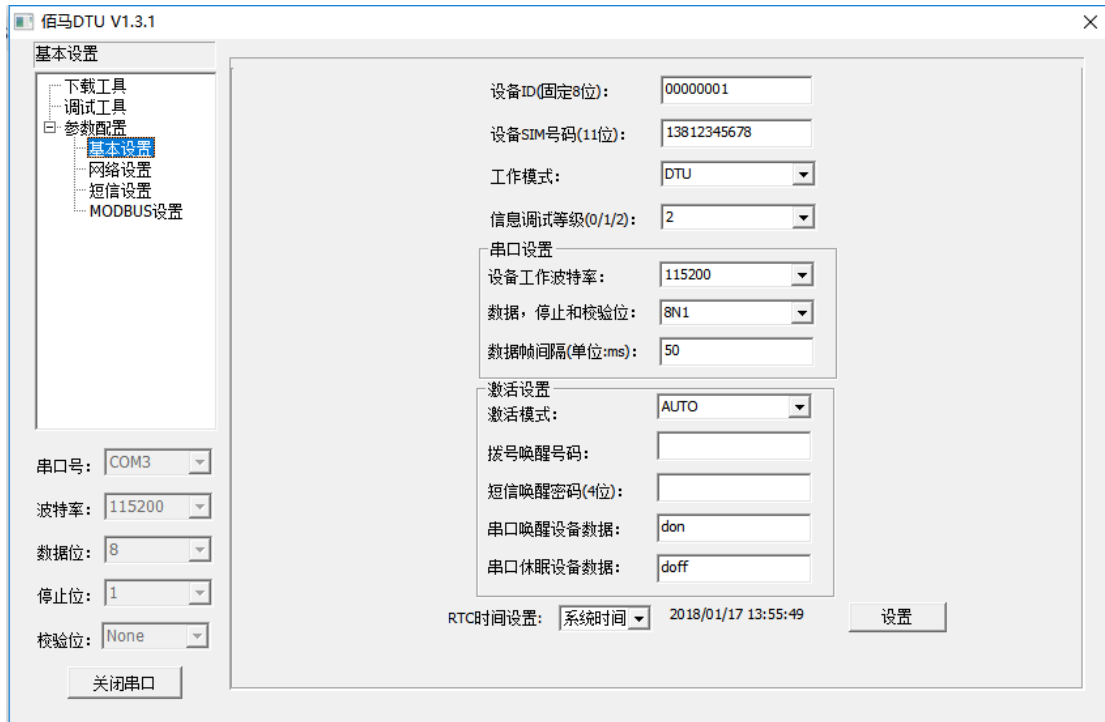 佰马DTU V1.3.1
基本设置
下载工具
调试工具
参数配置
基本设置
网络设置
短信设置
MODBUS设置
串口号: COM3
波特率: 115200
数据位: 8
停止位: 1
校验位: None
关闭串口
设备ID(固定8位): 00000001
设备SIM号码(11位): 13812345678
工作模式: DTU
信息调试等级(0/1/2): 2
串口设置
设备工作波特率: 115200
数据，停止和校验位: 8N1
数据帧间隔(单位:ms): 50
激活设置
激活模式: AUTO
拨号唤醒号码:
短信唤醒密码(4位):
串口唤醒设备数据: don
串口休眠设备数据: doff
RTC时间设置: 系统时间 2018/01/17 13:55:49 设置